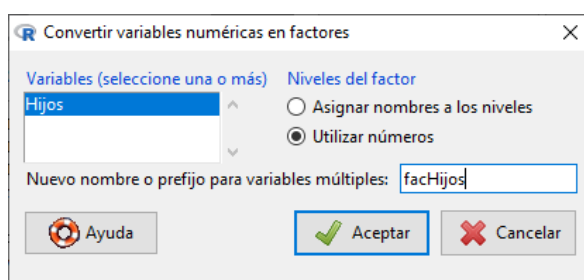 Convertir variables numéricas en factores
Variables (seleccione una o más)
Hijos
Niveles del factor
Asignar nombres a los niveles
Utilizar números
Nuevo nombre o prefijo para variables múltiples: facHijos
Ayuda Aceptar Cancelar